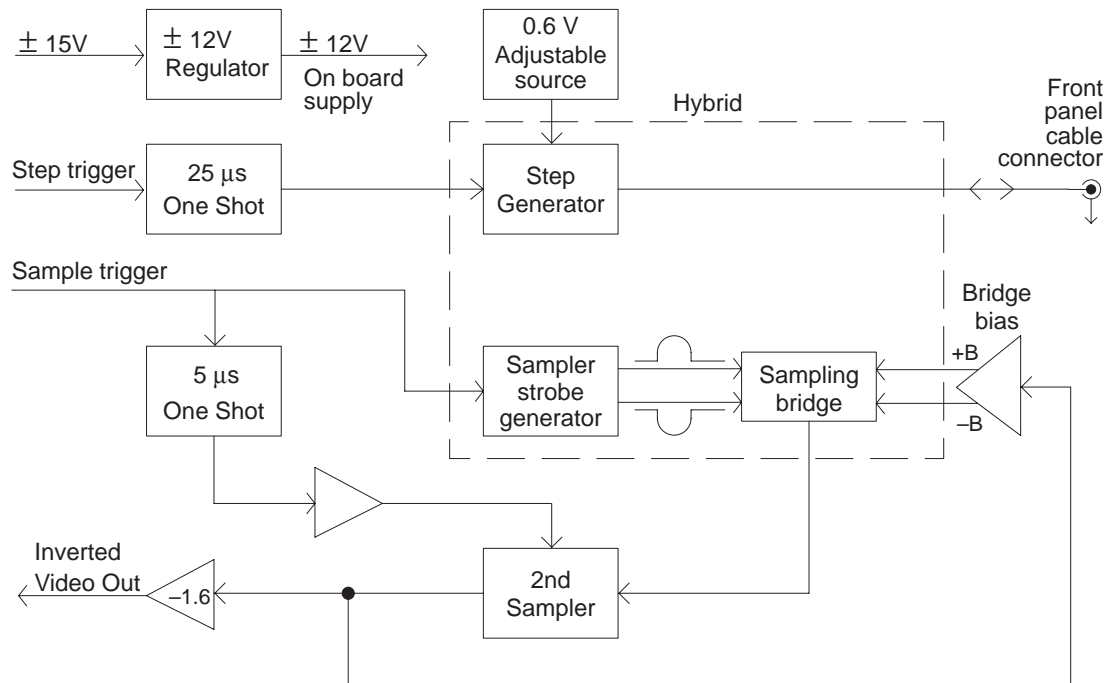 ± 15V
± 12V
Regulator
± 12V
On board
supply
0.6 V
Adjustable
source
Hybrid
Front
panel
cable
connector
Step trigger
25 µs
One Shot
Step
Generator
Sample trigger
Bridge
bias
5 µs
One Shot
Sampler
strobe
generator
Sampling
bridge
+B
–B
Inverted
Video Out
–1.6
2nd
Sampler